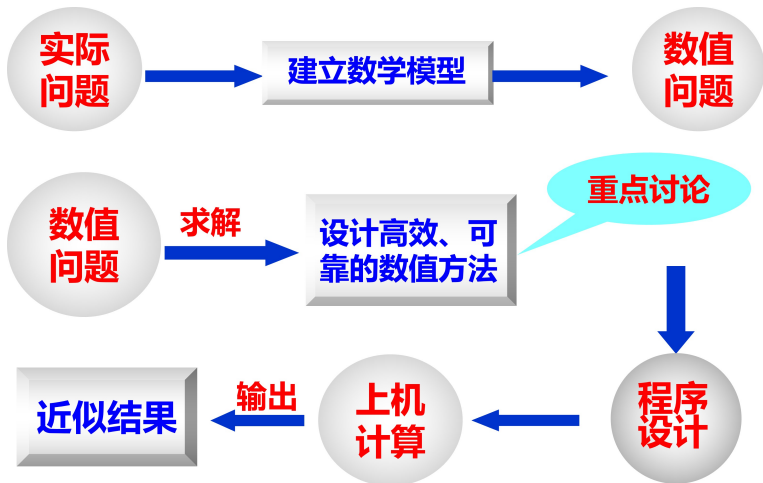 实际
问题
建立数学模型
数值
问题
数值
问题
求解
设计高效、可
靠的数值方法
重点讨论
近似结果
输出
上机
计算
程序
设计